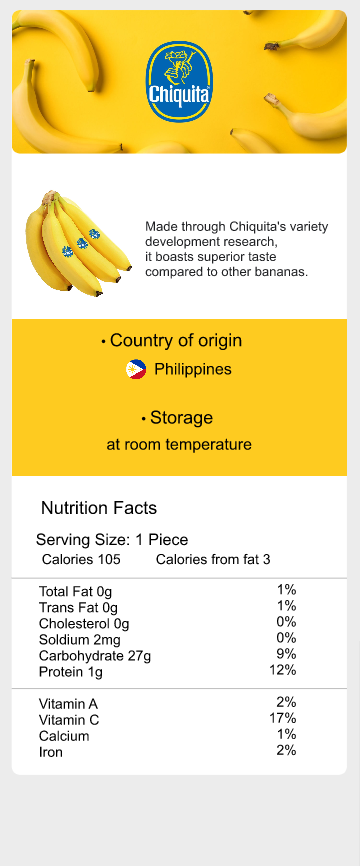 Chiquita
Made through Chiquita's variety
development research,
it boasts superior taste
compared to other bananas.
• Country of origin
Philippines
• Storage
at room temperature
Nutrition Facts
Serving Size: 1 Piece
Calories 105 Calories from fat 3
Total Fat 0g 1%
Trans Fat 0g 1%
Cholesterol 0g 0%
Soldium 2mg 0%
Carbohydrate 27g 9%
Protein 1g 12%
Vitamin A 2%
Vitamin C 17%
Calcium 1%
Iron 2%